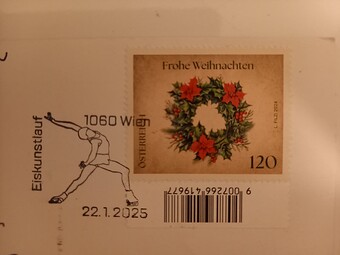 Frohe Weihnachten
1060 Wien
Eiskunstlauf
ÖSTERREICH
120
22.1.2025
9 007266 419677